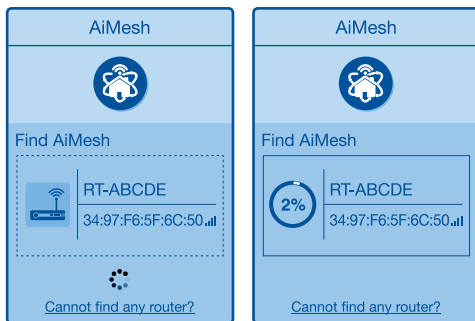 AiMesh
Find AiMesh
RT-ABCDE
34:97:F6:5F:6C:50
Cannot find any router?
AiMesh
Find AiMesh
2%
RT-ABCDE
34:97:F6:5F:6C:50
Cannot find any router?